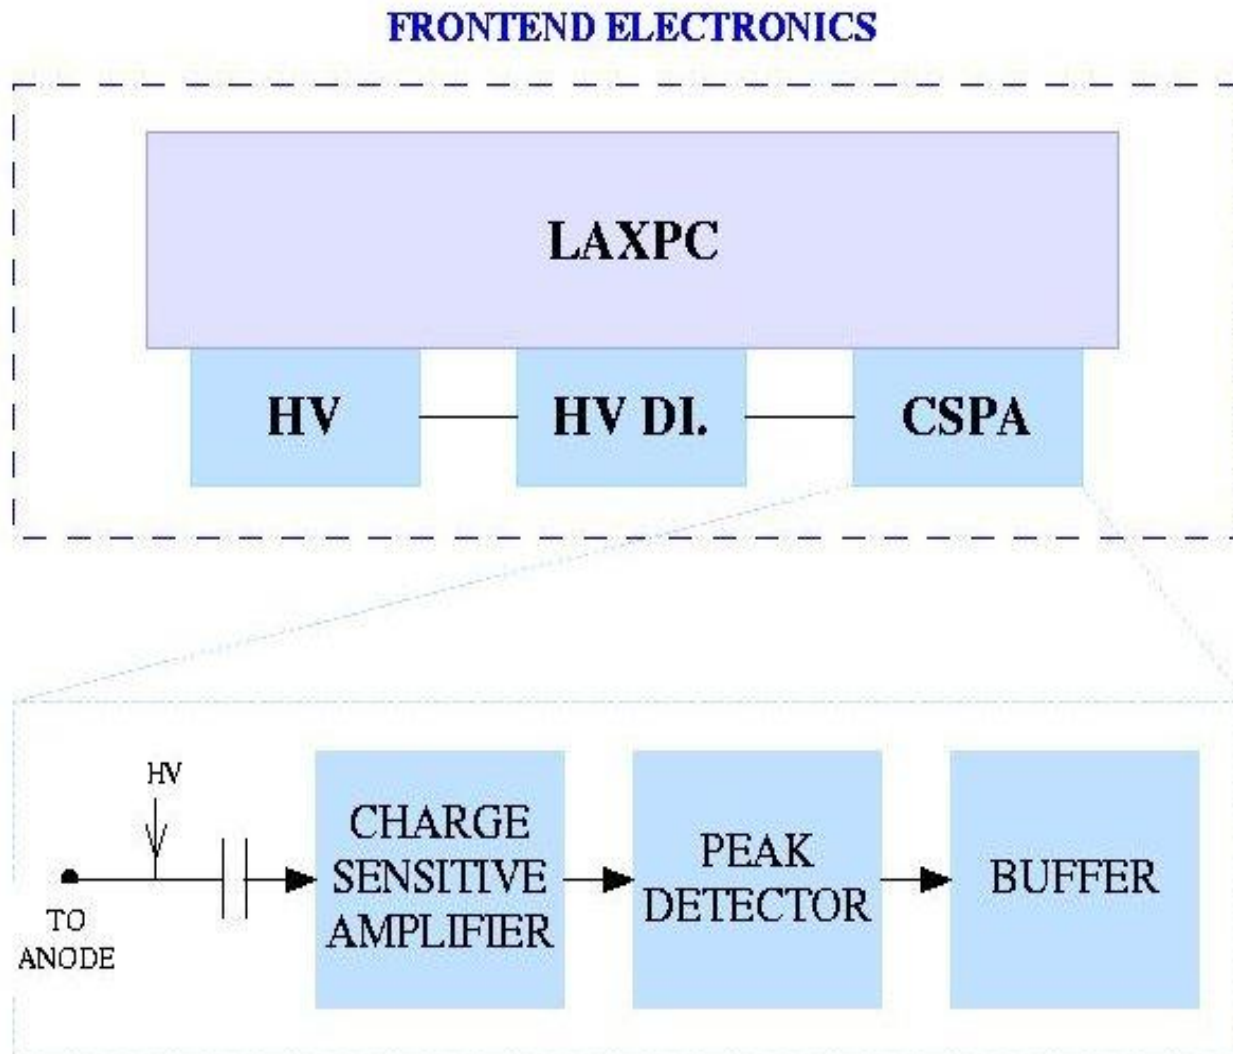 FRONTEND ELECTRONICS
LAXPC
HV
HV DI.
CSPA
HV
TO
ANODE
CHARGE
SENSITIVE
AMPLIFIER
PEAK
DETECTOR
BUFFER